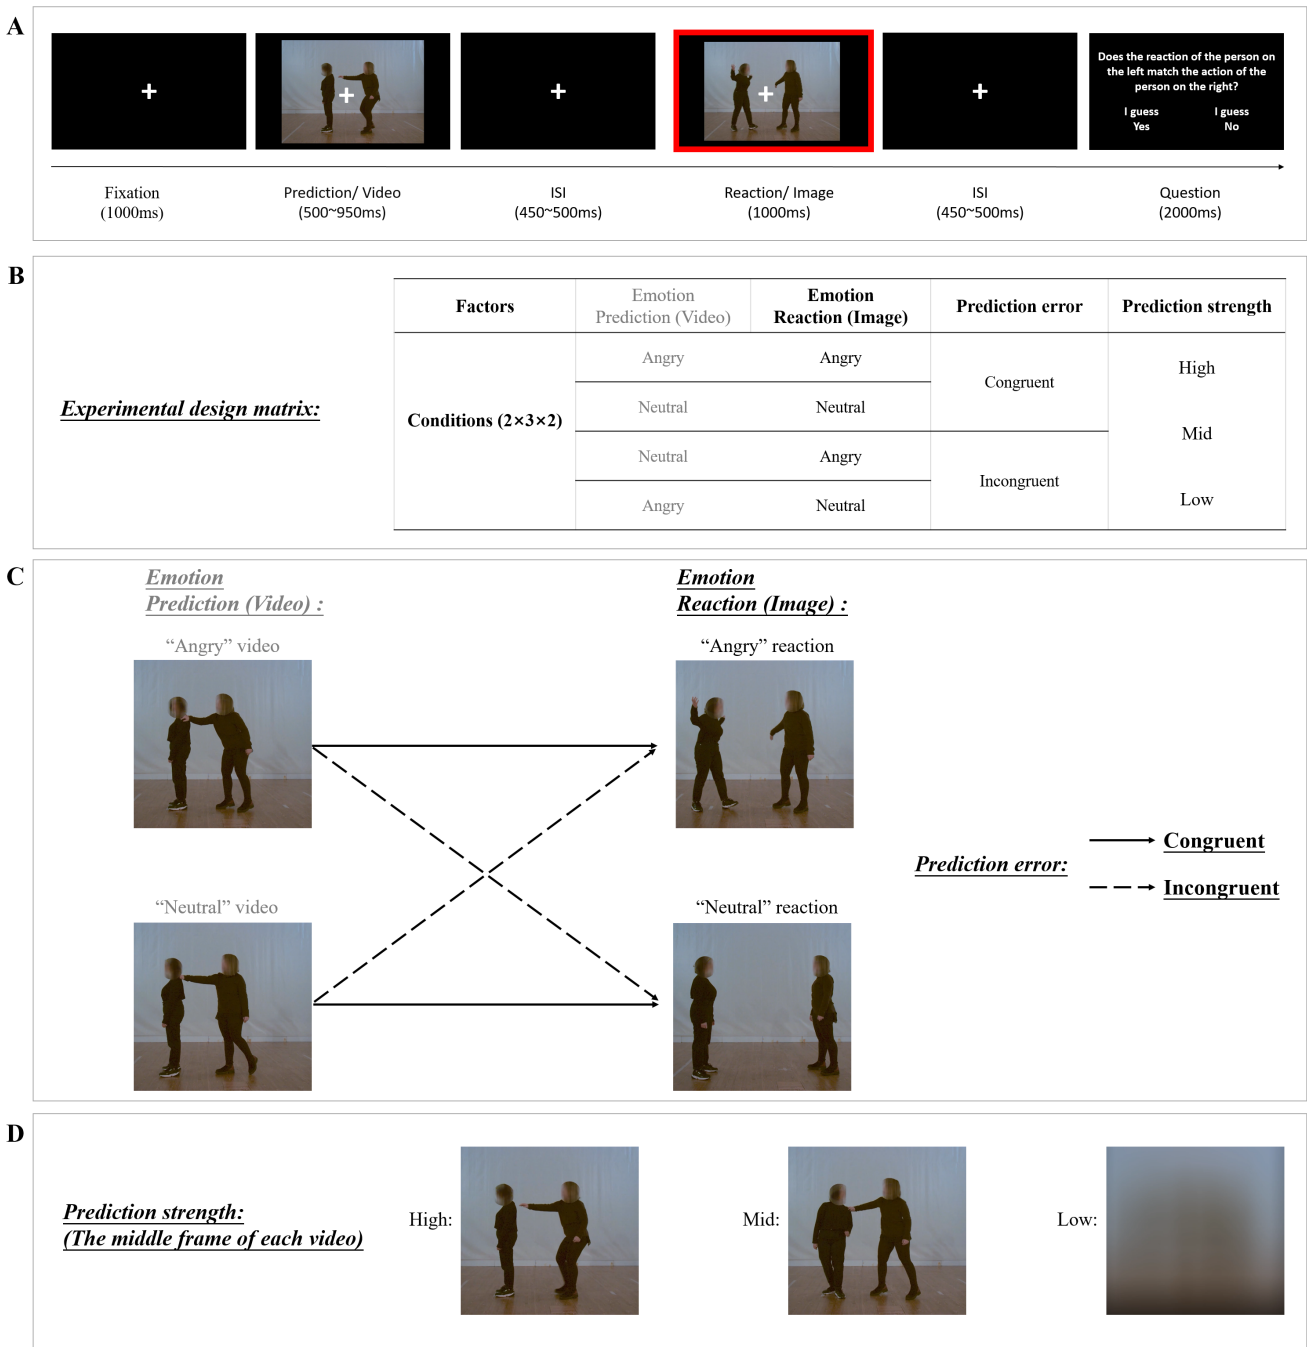 A
+
+
+
+
+
Does the reaction of the person on
the left match the action of the
person on the right?
I guess
Yes
I guess
No
Fixation
(1000ms)
Prediction/ Video
(500~950ms)
ISI
(450~500ms)
Reaction/ Image
(1000ms)
ISI
(450~500ms)
Question
(2000ms)
B
Experimental design matrix:
Factors
Emotion
Prediction (Video)
Emotion
Reaction (Image)
Prediction error
Prediction strength
Conditions (2×3×2)
Angry
Angry
Neutral
Neutral
Congruent
Neutral
Angry
Angry
Neutral
Incongruent
High
Mid
Low
C
Emotion
Prediction (Video) :
Emotion
Reaction (Image) :
“Angry” video
“Angry” reaction
“Neutral” video
“Neutral” reaction
Prediction error:
Congruent
Incongruent
D
Prediction strength:
(The middle frame of each video)
High:
Mid:
Low: